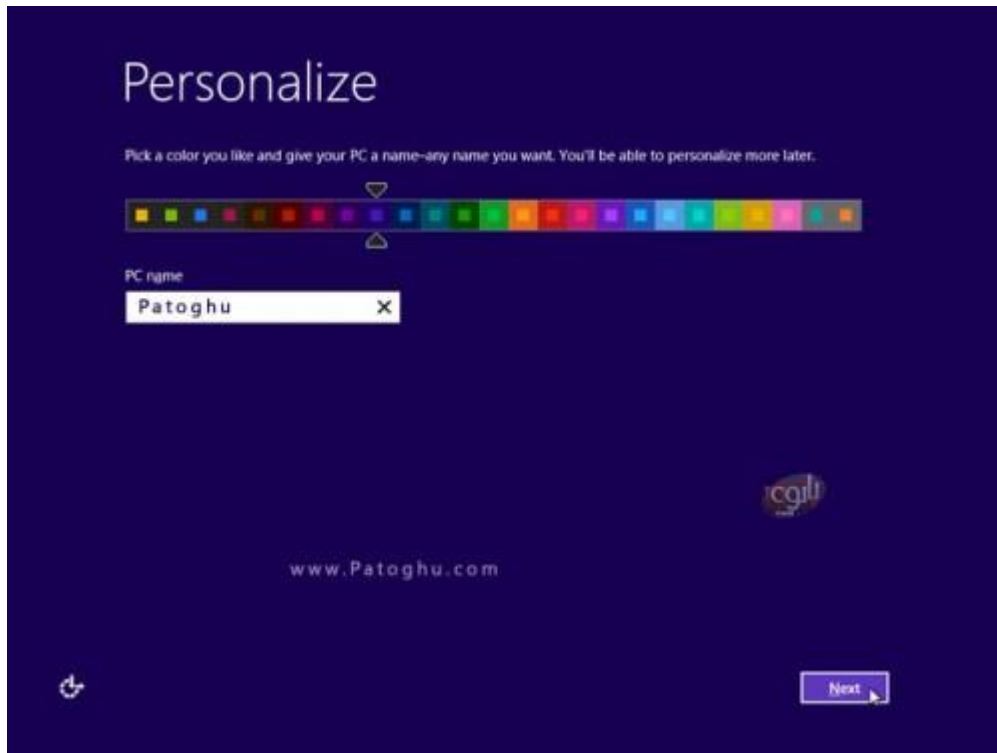 Personalize
Pick a color you like and give your PC a name–any name you want. You'll be able to personalize more later.
PC name
Patoghu
www.Patoghu.com
Next